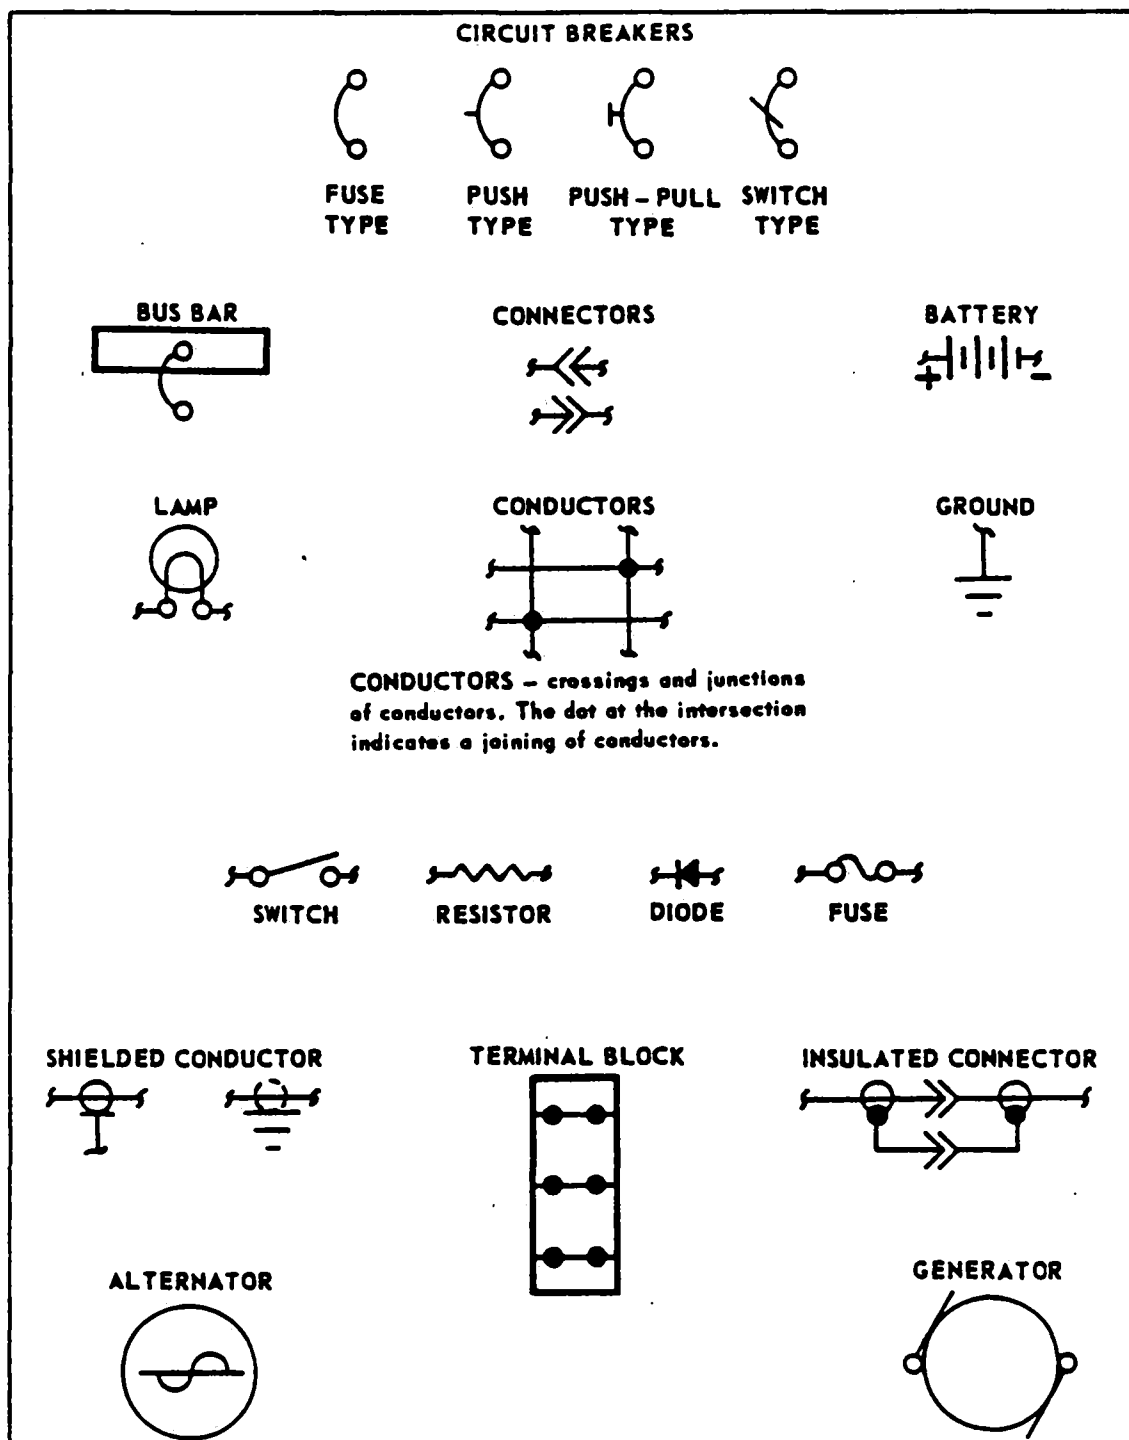 CIRCUIT BREAKERS
FUSE TYPE
PUSH TYPE
PUSH - PULL TYPE
SWITCH TYPE
BUS BAR
CONNECTORS
BATTERY
+
-
LAMP
CONDUCTORS
GROUND
CONDUCTORS - crossings and junctions
of conductors. The dot at the intersection
indicates a joining of conductors.
SWITCH
RESISTOR
DIODE
FUSE
SHIELDED CONDUCTOR
TERMINAL BLOCK
INSULATED CONNECTOR
ALTERNATOR
GENERATOR